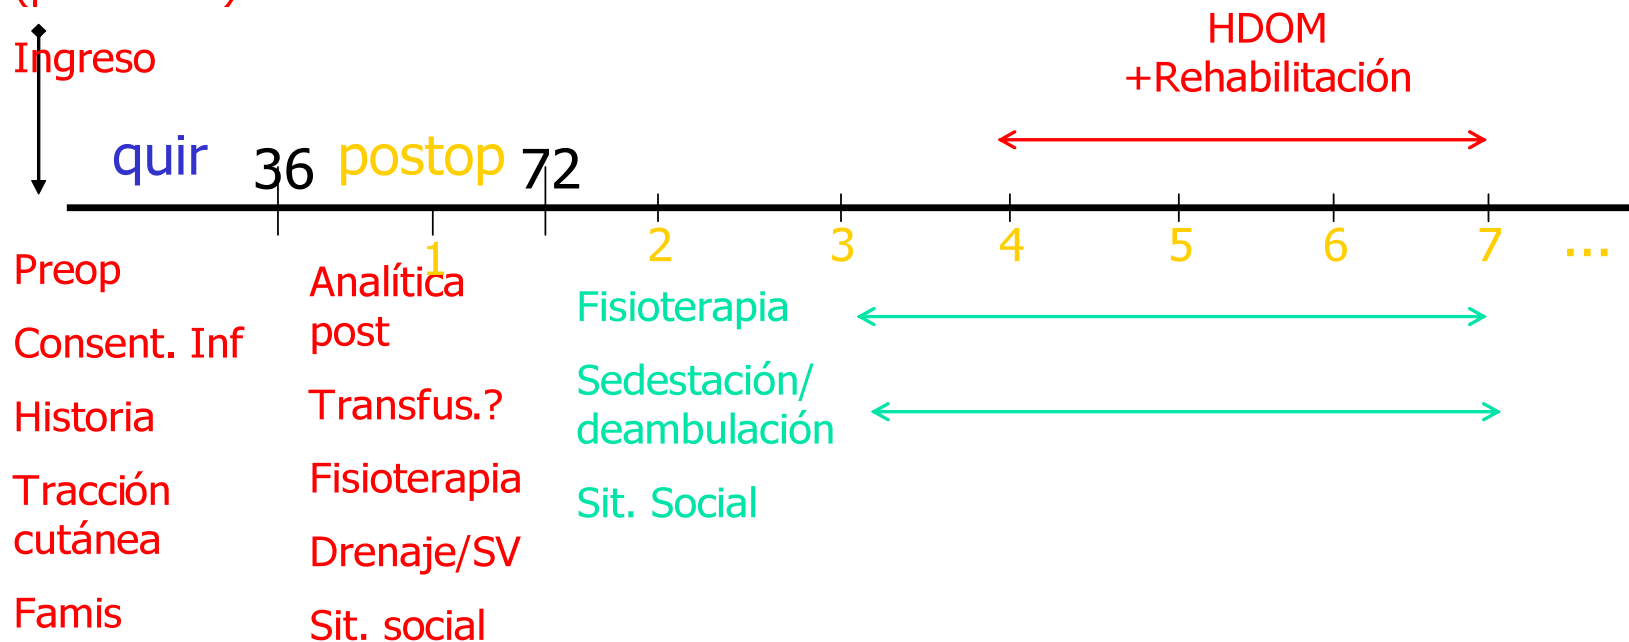 Ingreso
HDOM
+Rehabilitación
quir 36 postop 72
1 2 3 4 5 6 7 ...
Preop
Consent. Inf
Historia
Tracción
cutánea
Famis
Analítica
post
Transfus.?
Fisioterapia
Drenaje/SV
Sit. social
Fisioterapia
Sedestación/
deambulación
Sit. Social